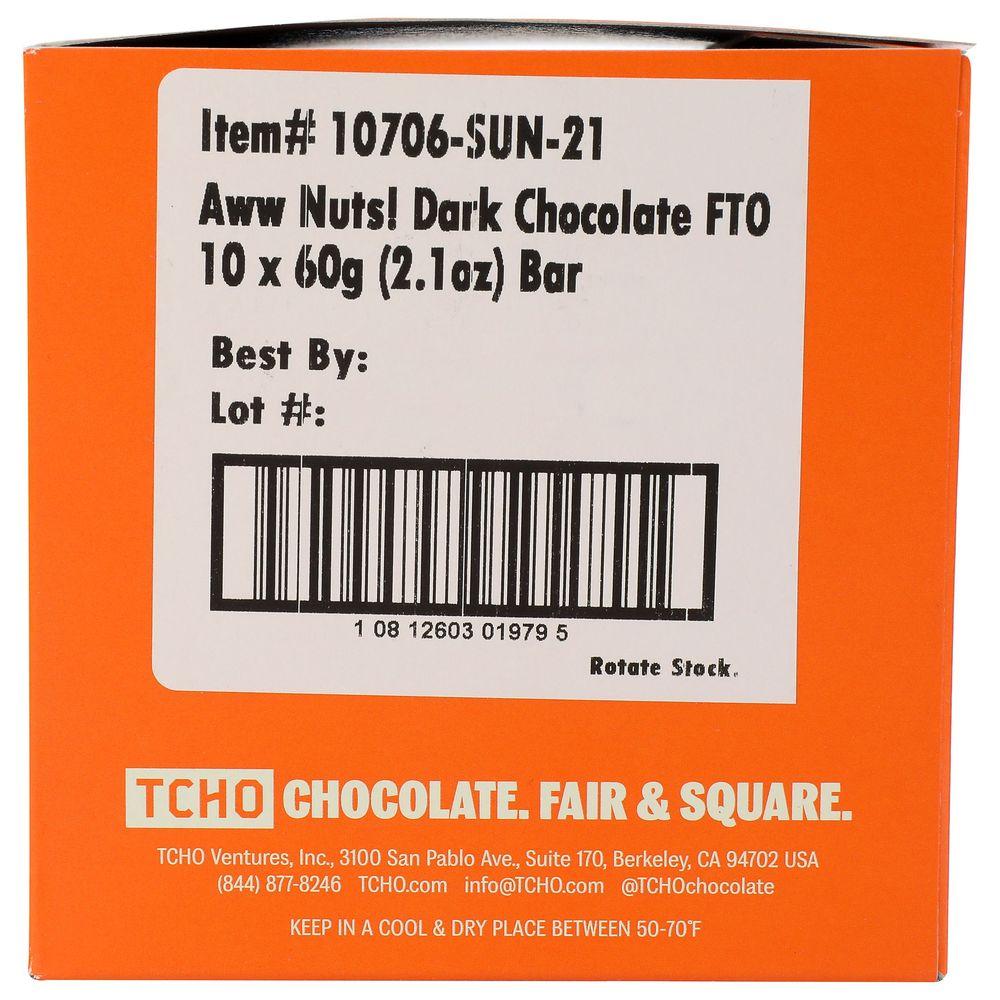 Item# 10706-SUN-21
Aww Nuts! Dark Chocolate FTO
10 x 60g (2.1oz) Bar
Best By:
Lot #:
1 08 12603 01979 5
Rotate Stock.
TCHO CHOCOLATE. FAIR & SQUARE.
TCHO Ventures, Inc., 3100 San Pablo Ave., Suite 170, Berkeley, CA 94702 USA
(844) 877-8246 TCHO.com info@TCHO.com @TCHOchocolate
KEEP IN A COOL & DRY PLACE BETWEEN 50-70°F